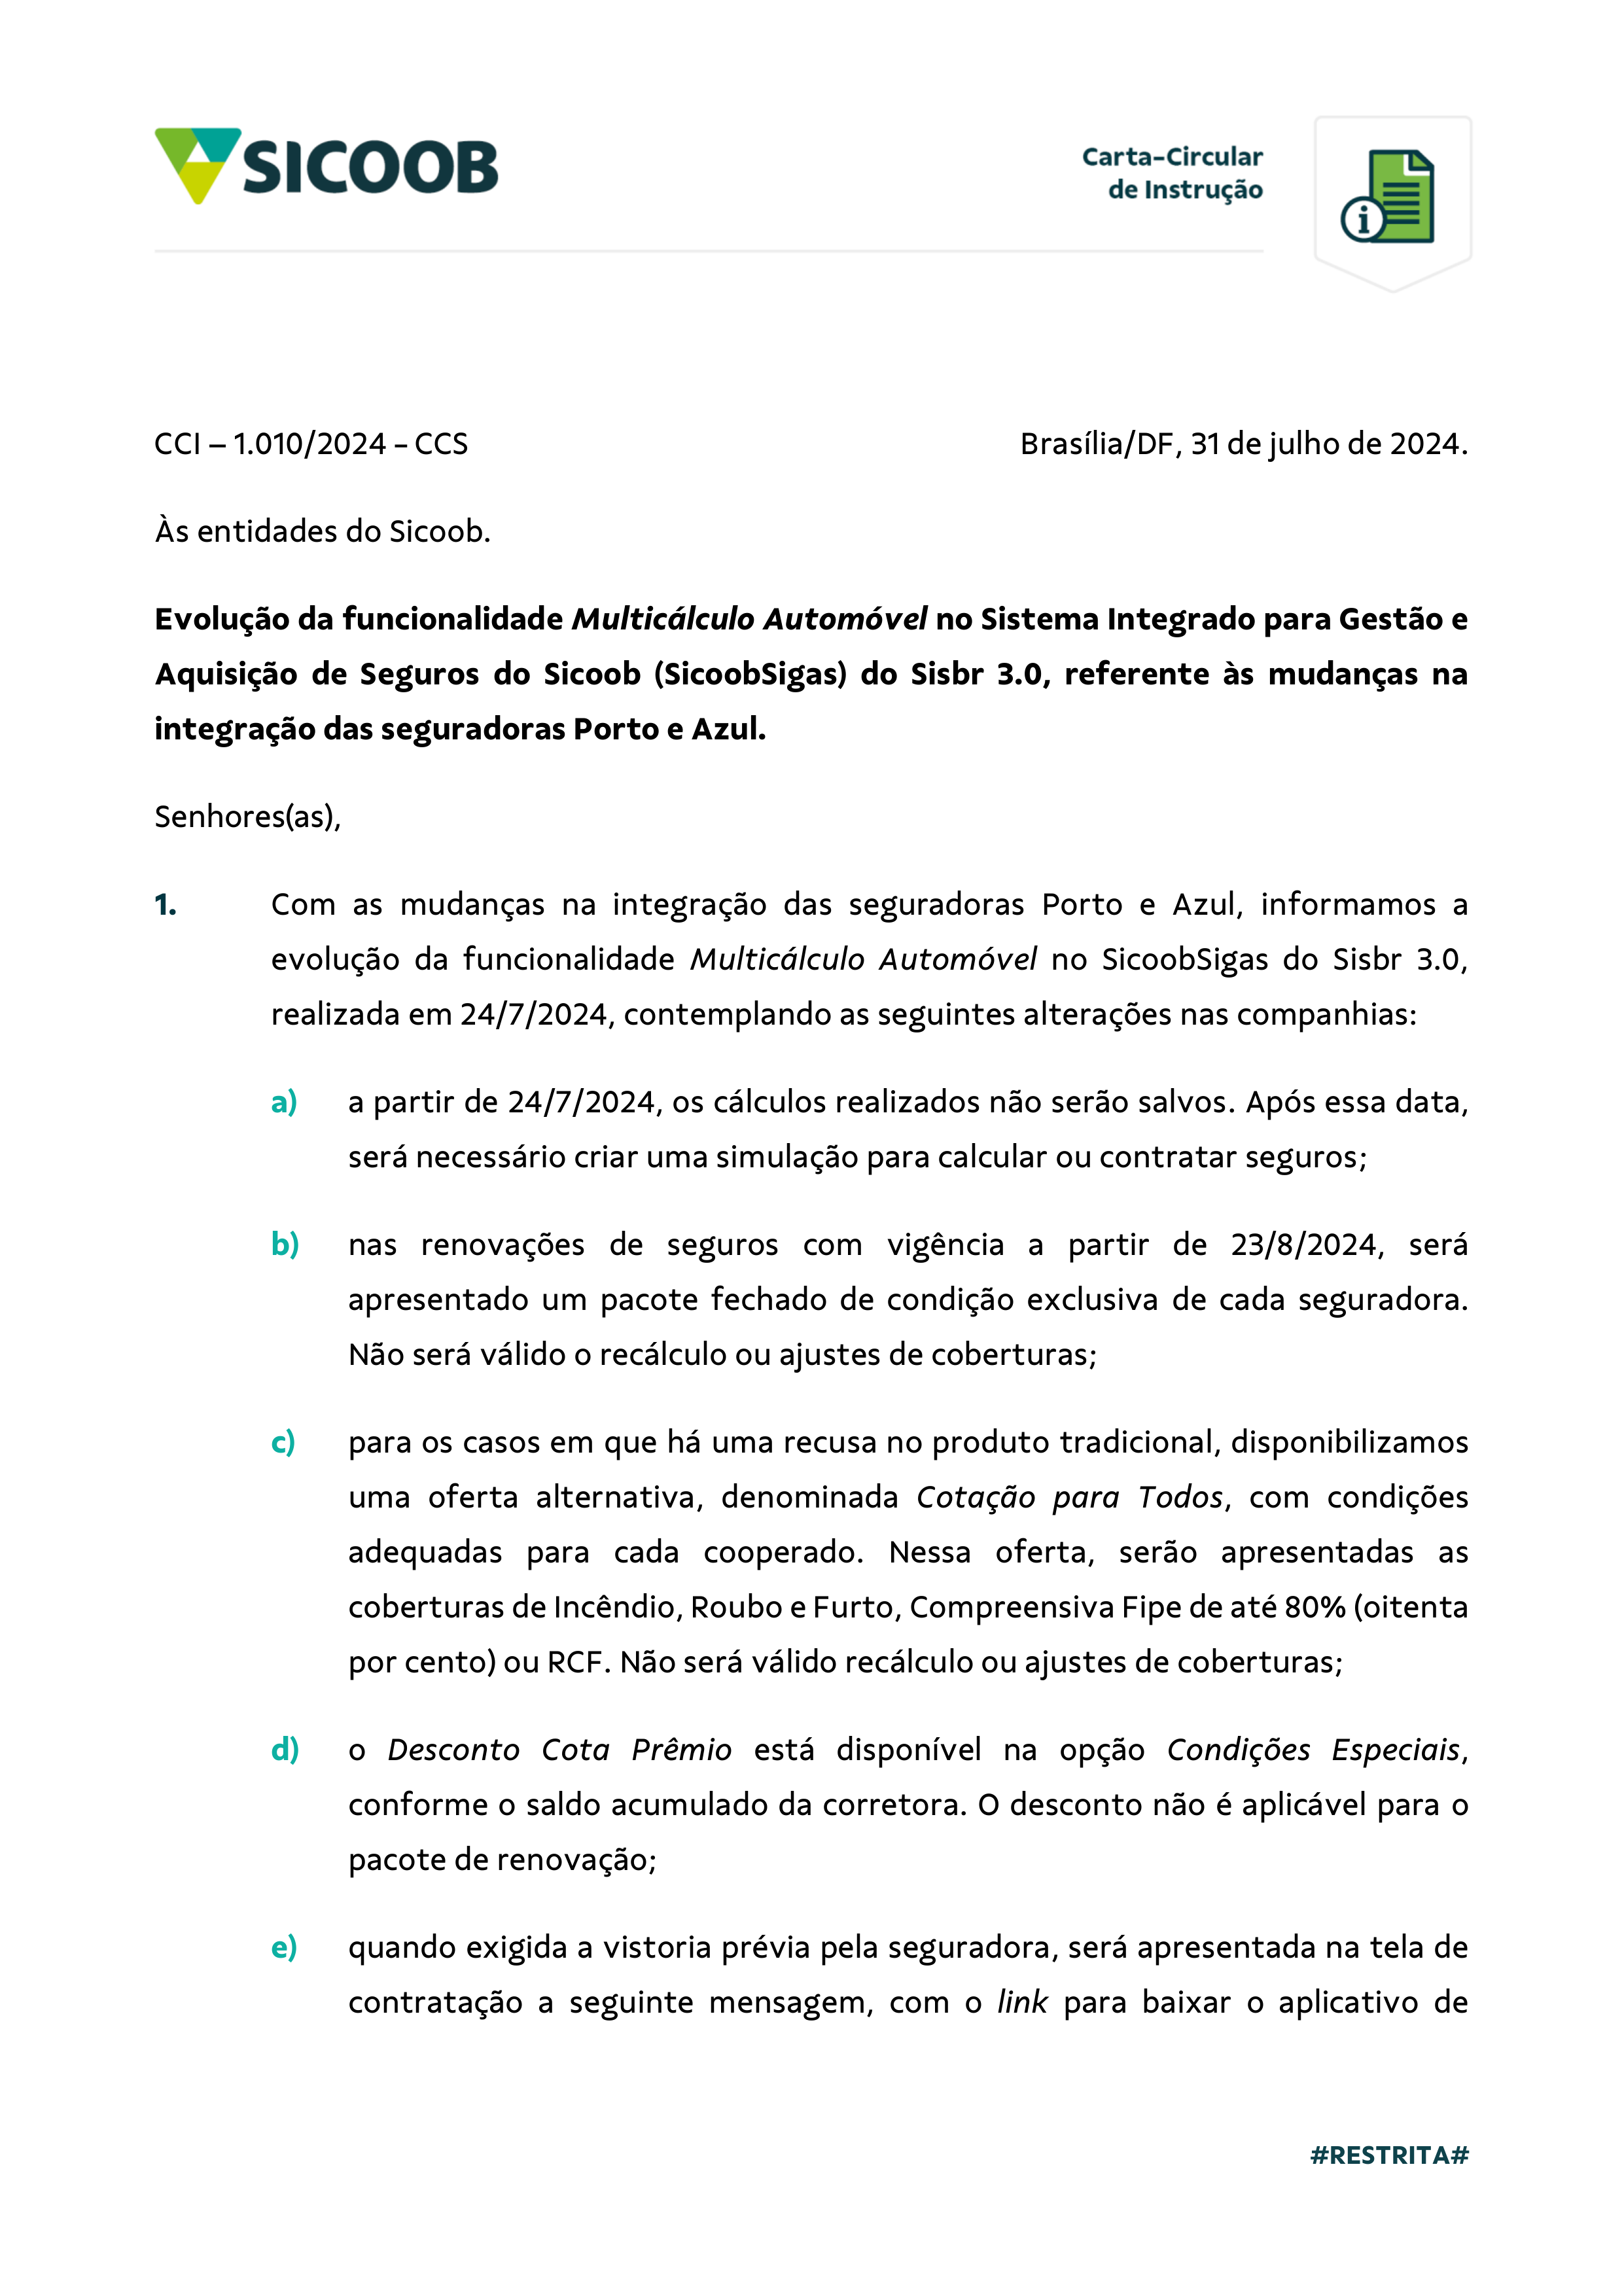 SICOOB
Carta-Circular
de Instrução
i
CCI – 1.010/2024 - CCS
Brasília/DF, 31 de julho de 2024.
Às entidades do Sicoob.
Evolução da funcionalidade Multicálculo Automóvel no Sistema Integrado para Gestão e
Aquisição de Seguros do Sicoob (SicoobSigas) do Sisbr 3.0, referente às mudanças na
integração das seguradoras Porto e Azul.
Senhores(as),
1. Com as mudanças na integração das seguradoras Porto e Azul, informamos a
evolução da funcionalidade Multicálculo Automóvel no SicoobSigas do Sisbr 3.0,
realizada em 24/7/2024, contemplando as seguintes alterações nas companhias:
a) a partir de 24/7/2024, os cálculos realizados não serão salvos. Após essa data,
será necessário criar uma simulação para calcular ou contratar seguros;
b) nas renovações de seguros com vigência a partir de 23/8/2024, será
apresentado um pacote fechado de condição exclusiva de cada seguradora.
Não será válido o recálculo ou ajustes de coberturas;
c) para os casos em que há uma recusa no produto tradicional, disponibilizamos
uma oferta alternativa, denominada Cotação para Todos, com condições
adequadas para cada cooperado. Nessa oferta, serão apresentadas as
coberturas de Incêndio, Roubo e Furto, Compreensiva Fipe de até 80% (oitenta
por cento) ou RCF. Não será válido recálculo ou ajustes de coberturas;
d) o Desconto Cota Prêmio está disponível na opção Condições Especiais,
conforme o saldo acumulado da corretora. O desconto não é aplicável para o
pacote de renovação;
e) quando exigida a vistoria prévia pela seguradora, será apresentada na tela de
contratação a seguinte mensagem, com o link para baixar o aplicativo de
#RESTRITA#